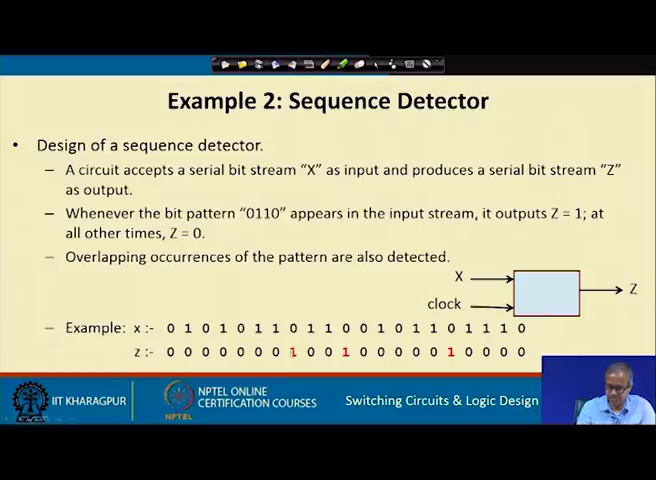 Example 2: Sequence Detector
• Design of a sequence detector.
– A circuit accepts a serial bit stream “X” as input and produces a serial bit stream “Z”
as output.
– Whenever the bit pattern “0110” appears in the input stream, it outputs Z = 1; at
all other times, Z = 0.
– Overlapping occurrences of the pattern are also detected.
X
Z
clock
– Example: x :- 0 1 0 1 0 1 1 0 1 1 0 0 1 0 1 1 0 1 1 1 0
z :- 0 0 0 0 0 0 0 1 0 0 1 0 0 0 0 0 1 0 0 0 0
IIT KHARAGPUR
NPTEL
NPTEL ONLINE
CERTIFICATION COURSES
Switching Circuits & Logic Design